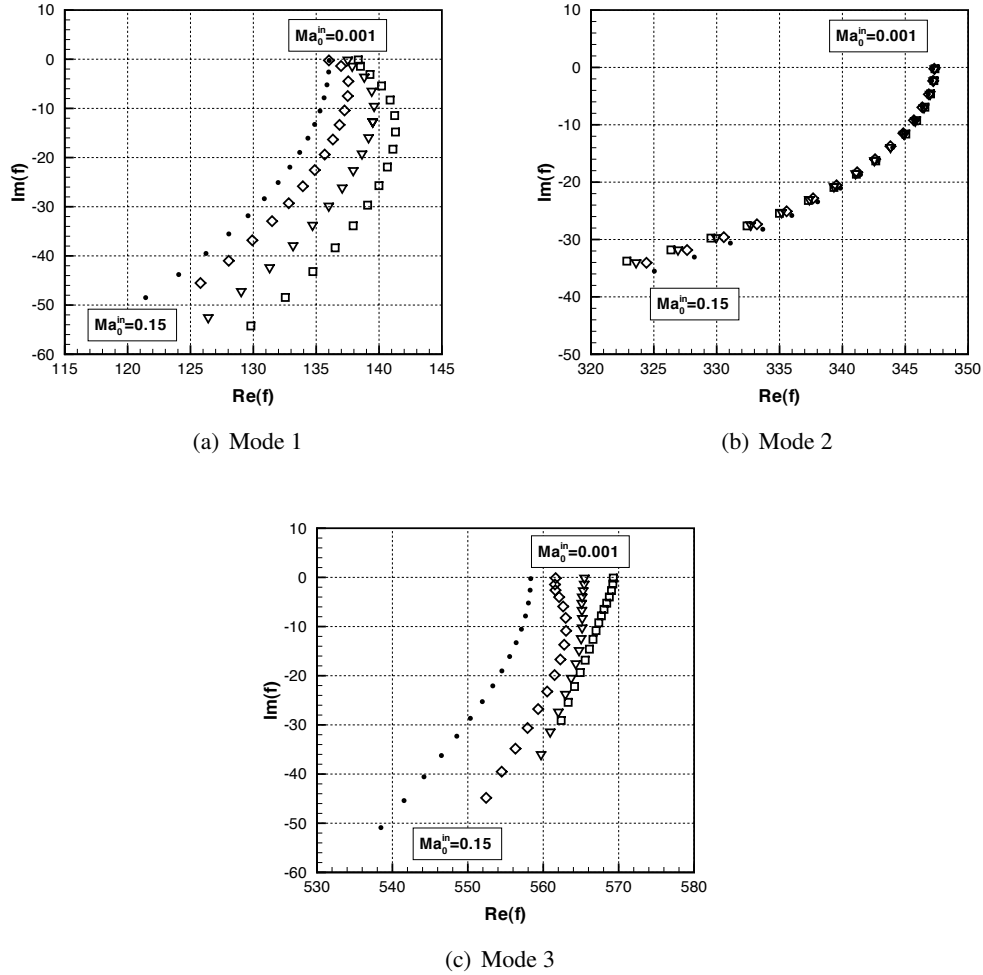 10
0
-10
-20
-30
-40
-50
-60
115 120 125 130 135 140 145
Im(f)
Re(f)
Ma₀ⁱⁿ=0.001
Ma₀ⁱⁿ=0.15
(a) Mode 1
10
0
-10
-20
-30
-40
-50
320 325 330 335 340 345 350
Im(f)
Re(f)
Ma₀ⁱⁿ=0.001
Ma₀ⁱⁿ=0.15
(b) Mode 2
10
0
-10
-20
-30
-40
-50
-60
530 540 550 560 570 580
Im(f)
Re(f)
Ma₀ⁱⁿ=0.001
Ma₀ⁱⁿ=0.15
(c) Mode 3